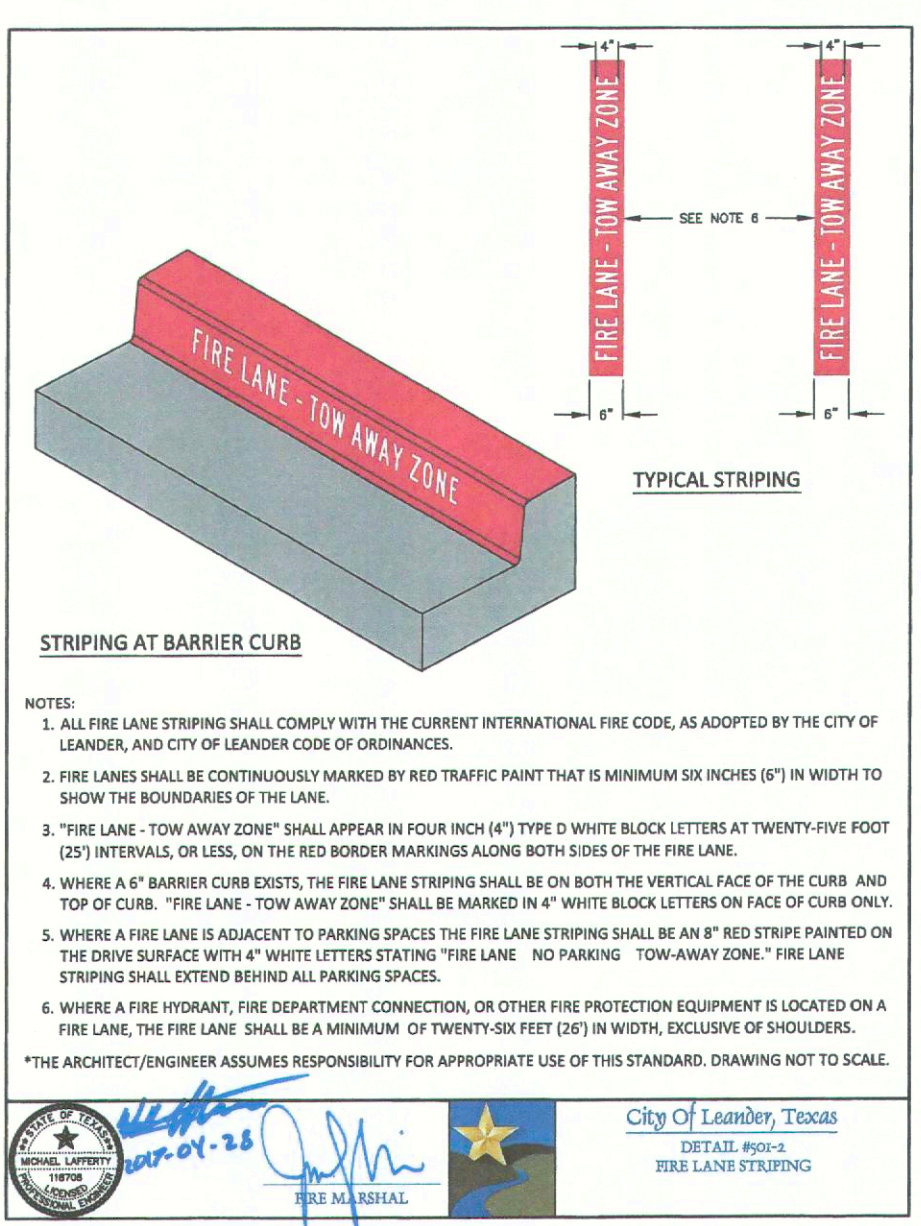 4" 4"
FIRE LANE - TOW AWAY ZONE
FIRE LANE - TOW AWAY ZONE
SEE NOTE 6
6" 6"
TYPICAL STRIPING
FIRE LANE - TOW AWAY ZONE
STRIPING AT BARRIER CURB
NOTES:
1. ALL FIRE LANE STRIPING SHALL COMPLY WITH THE CURRENT INTERNATIONAL FIRE CODE, AS ADOPTED BY THE CITY OF
LEANDER, AND CITY OF LEANDER CODE OF ORDINANCES.
2. FIRE LANES SHALL BE CONTINUOUSLY MARKED BY RED TRAFFIC PAINT THAT IS MINIMUM SIX INCHES (6") IN WIDTH TO
SHOW THE BOUNDARIES OF THE LANE.
3. "FIRE LANE - TOW AWAY ZONE" SHALL APPEAR IN FOUR INCH (4") TYPE D WHITE BLOCK LETTERS AT TWENTY-FIVE FOOT
(25') INTERVALS, OR LESS, ON THE RED BORDER MARKINGS ALONG BOTH SIDES OF THE FIRE LANE.
4. WHERE A 6" BARRIER CURB EXISTS, THE FIRE LANE STRIPING SHALL BE ON BOTH THE VERTICAL FACE OF THE CURB AND
TOP OF CURB. "FIRE LANE - TOW AWAY ZONE" SHALL BE MARKED IN 4" WHITE BLOCK LETTERS ON FACE OF CURB ONLY.
5. WHERE A FIRE LANE IS ADJACENT TO PARKING SPACES THE FIRE LANE STRIPING SHALL BE AN 8" RED STRIPE PAINTED ON
THE DRIVE SURFACE WITH 4" WHITE LETTERS STATING "FIRE LANE NO PARKING TOW-AWAY ZONE." FIRE LANE
STRIPING SHALL EXTEND BEHIND ALL PARKING SPACES.
6. WHERE A FIRE HYDRANT, FIRE DEPARTMENT CONNECTION, OR OTHER FIRE PROTECTION EQUIPMENT IS LOCATED ON A
FIRE LANE, THE FIRE LANE SHALL BE A MINIMUM OF TWENTY-SIX FEET (26') IN WIDTH, EXCLUSIVE OF SHOULDERS.
*THE ARCHITECT/ENGINEER ASSUMES RESPONSIBILITY FOR APPROPRIATE USE OF THIS STANDARD. DRAWING NOT TO SCALE.
STATE OF TEXAS
MICHAEL LAFFERTY
118708
LICENSED
PROFESSIONAL ENGINEER
2017-04-28
FIRE MARSHAL
City Of Leander, Texas
DETAIL #501-2
FIRE LANE STRIPING